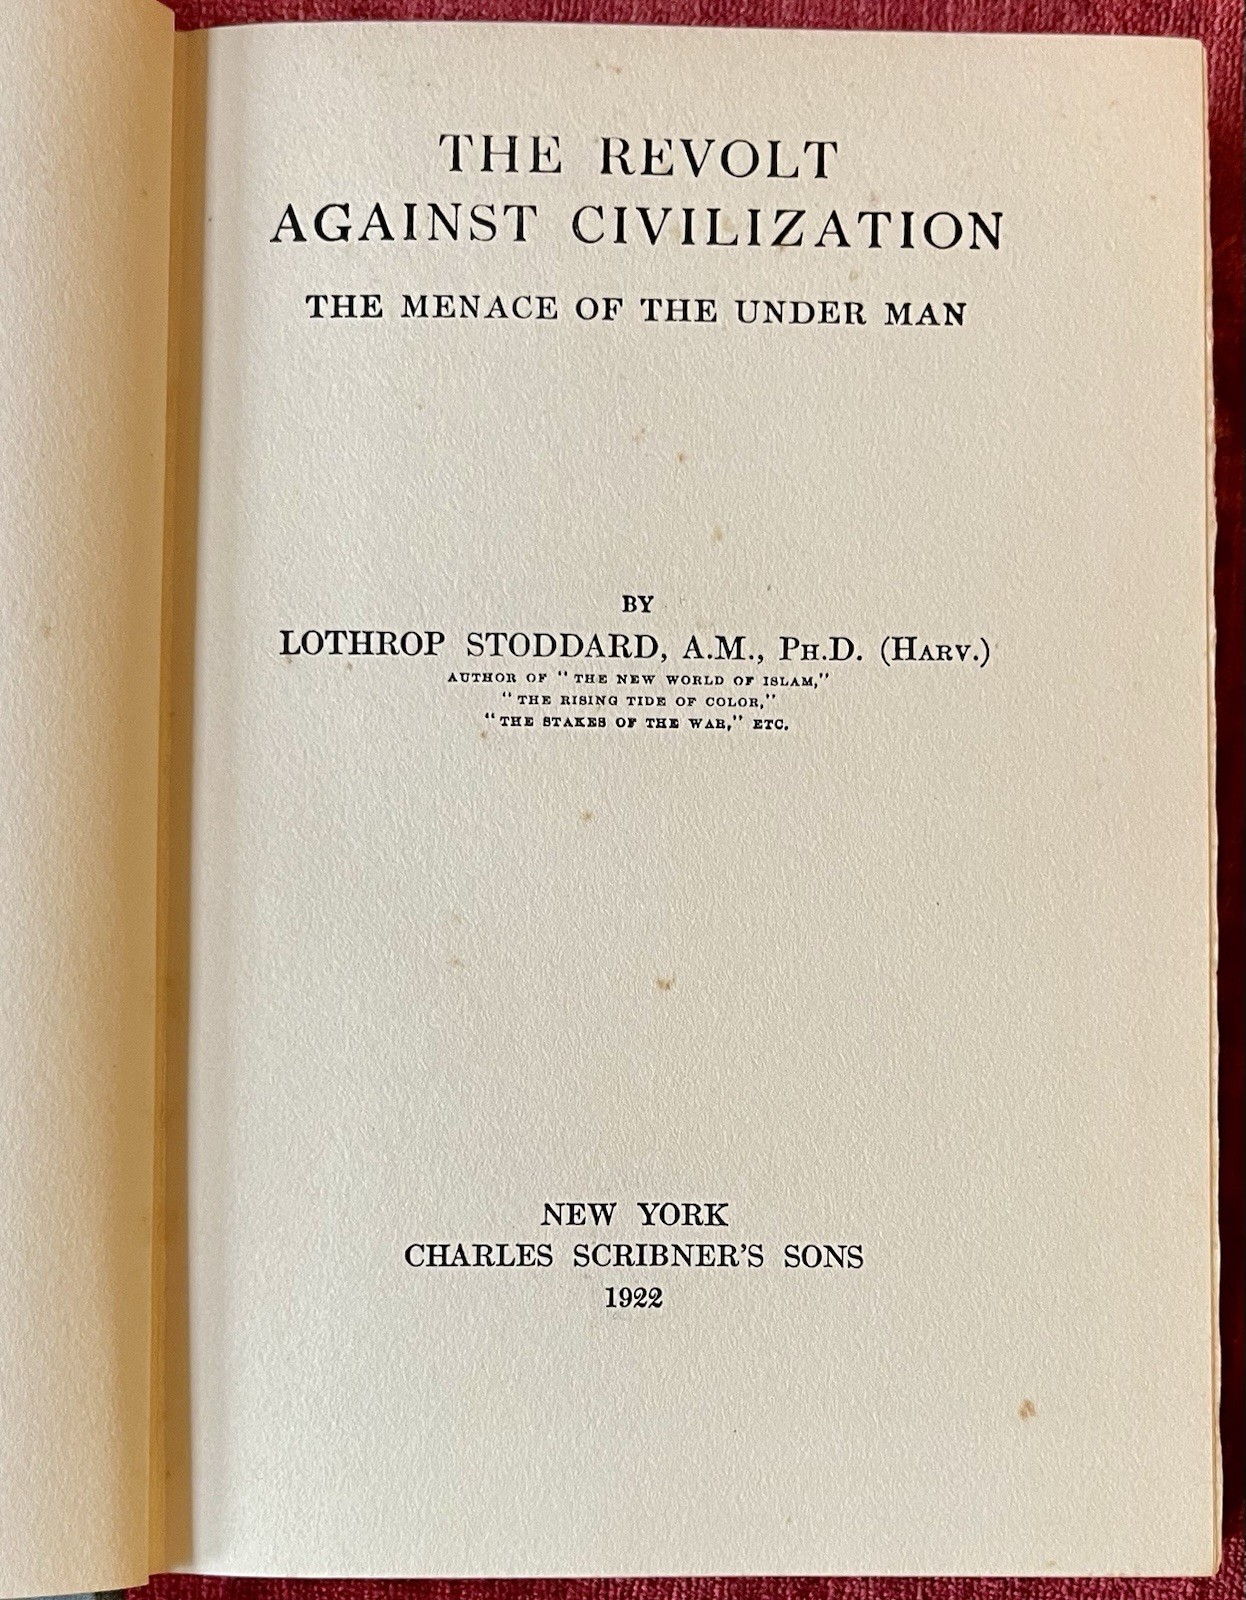 THE REVOLT
AGAINST CIVILIZATION
THE MENACE OF THE UNDER MAN
BY
LOTHROP STODDARD, A.M., PH.D. (HARV.)
AUTHOR OF "THE NEW WORLD OF ISLAM,"
"THE RISING TIDE OF COLOR,"
"THE STAKES OF THE WAR," ETC.
NEW YORK
CHARLES SCRIBNER'S SONS
1922